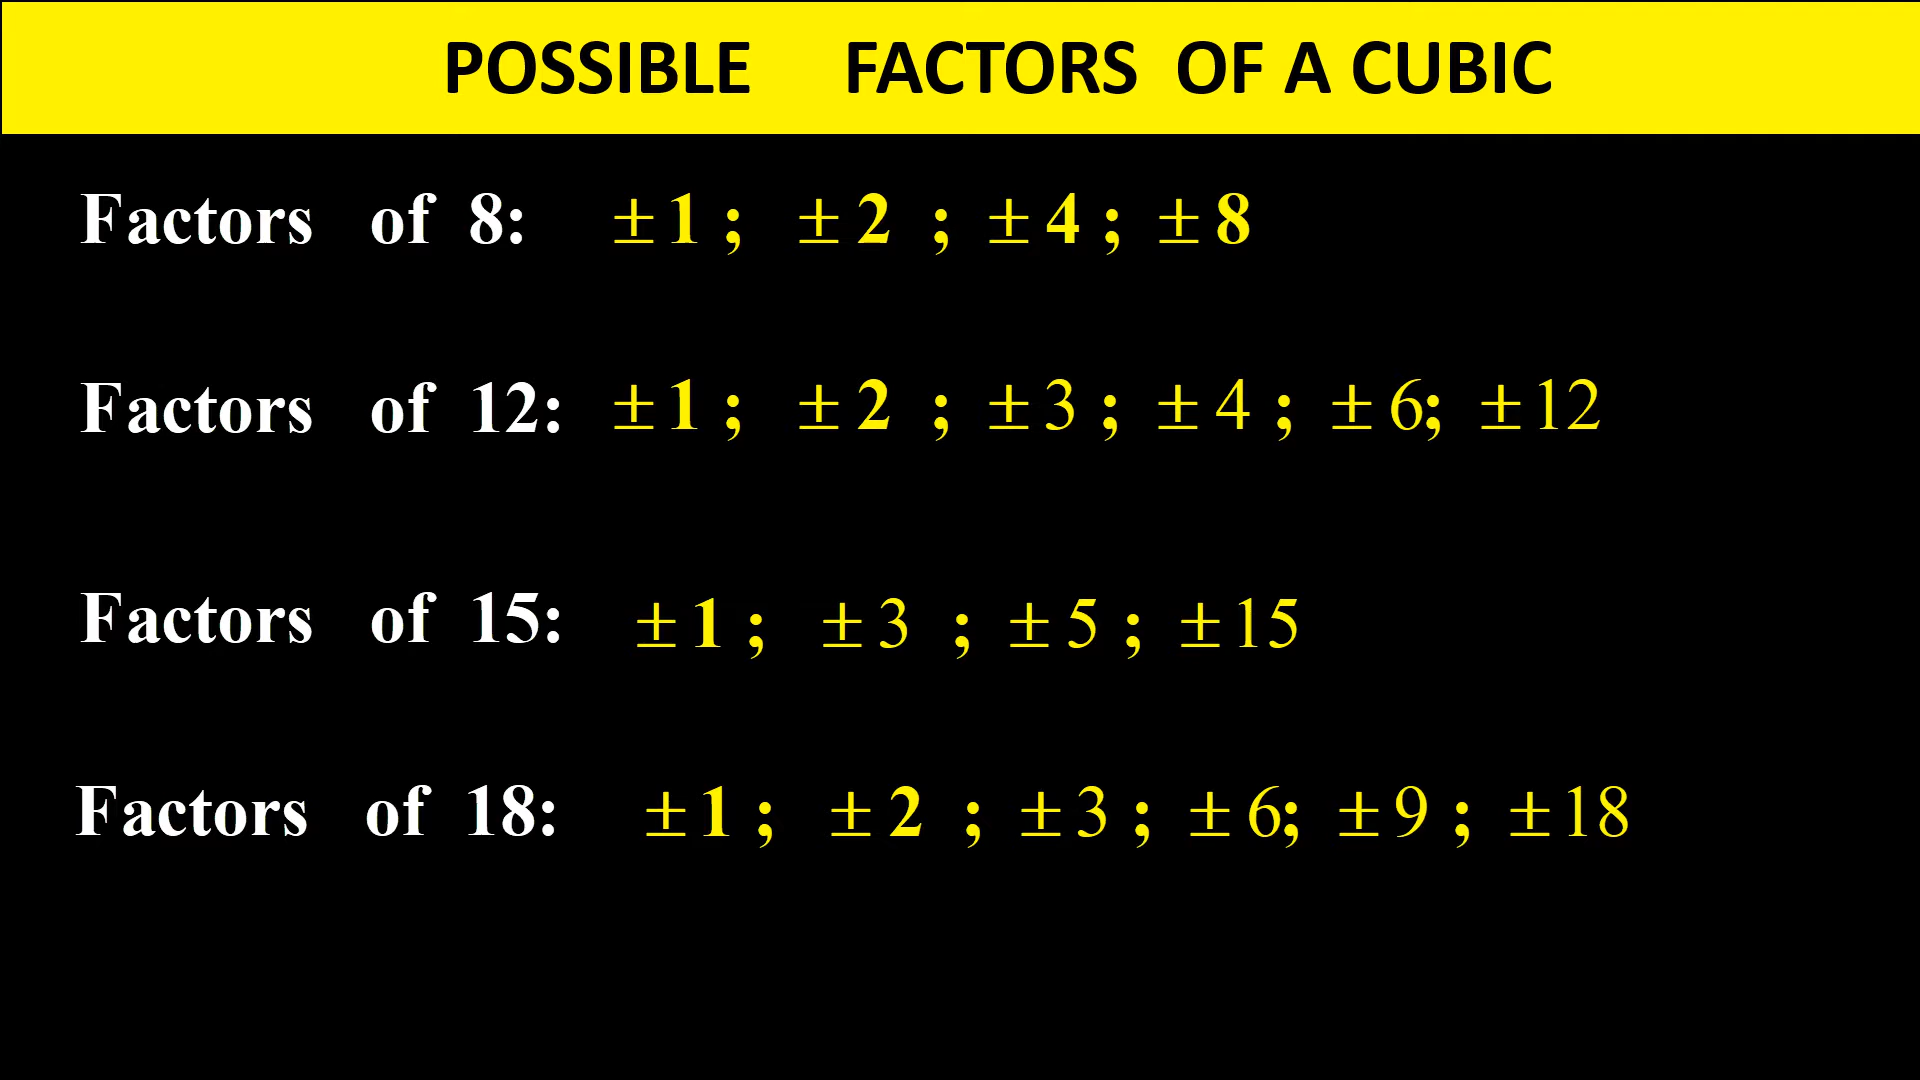 POSSIBLE FACTORS OF A CUBIC
Factors of 8: ±1 ; ±2 ; ±4 ; ±8
Factors of 12: ±1 ; ±2 ; ±3 ; ±4 ; ±6; ±12
Factors of 15: ±1 ; ±3 ; ±5 ; ±15
Factors of 18: ±1 ; ±2 ; ±3 ; ±6; ±9 ; ±18